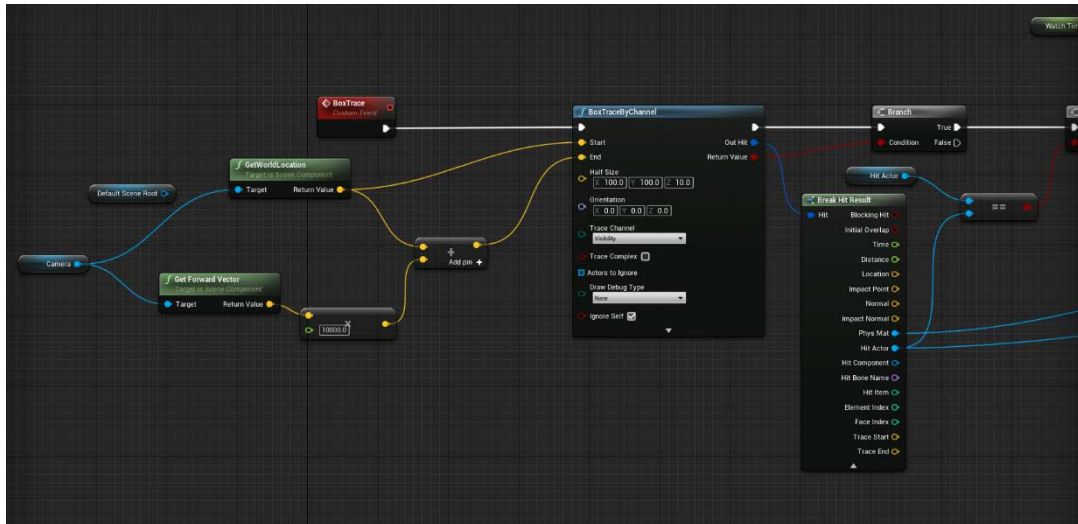 Watch Tim
BoxTrace
Custom Event
BoxTraceByChannel
Start
Out Hit
End
Return Value
Half Size
X 100.0 Y 100.0 Z 10.0
Orientation
X 0.0 Y 0.0 Z 0.0
Trace Channel
Visibility
Trace Complex
Actors to Ignore
Draw Debug Type
None
Ignore Self
Branch
True
Condition
False
GetWorldLocation
Target is Scene Component
Target
Return Value
Default Scene Root
Camera
Get Forward Vector
Target is Scene Component
Target
Return Value
+
Add pin +
×
10000.0
Hit Actor
==
Break Hit Result
Hit
Blocking Hit
Initial Overlap
Time
Distance
Location
Impact Point
Normal
Impact Normal
Phys Mat
Hit Actor
Hit Component
Hit Bone Name
Hit Item
Element Index
Face Index
Trace Start
Trace End